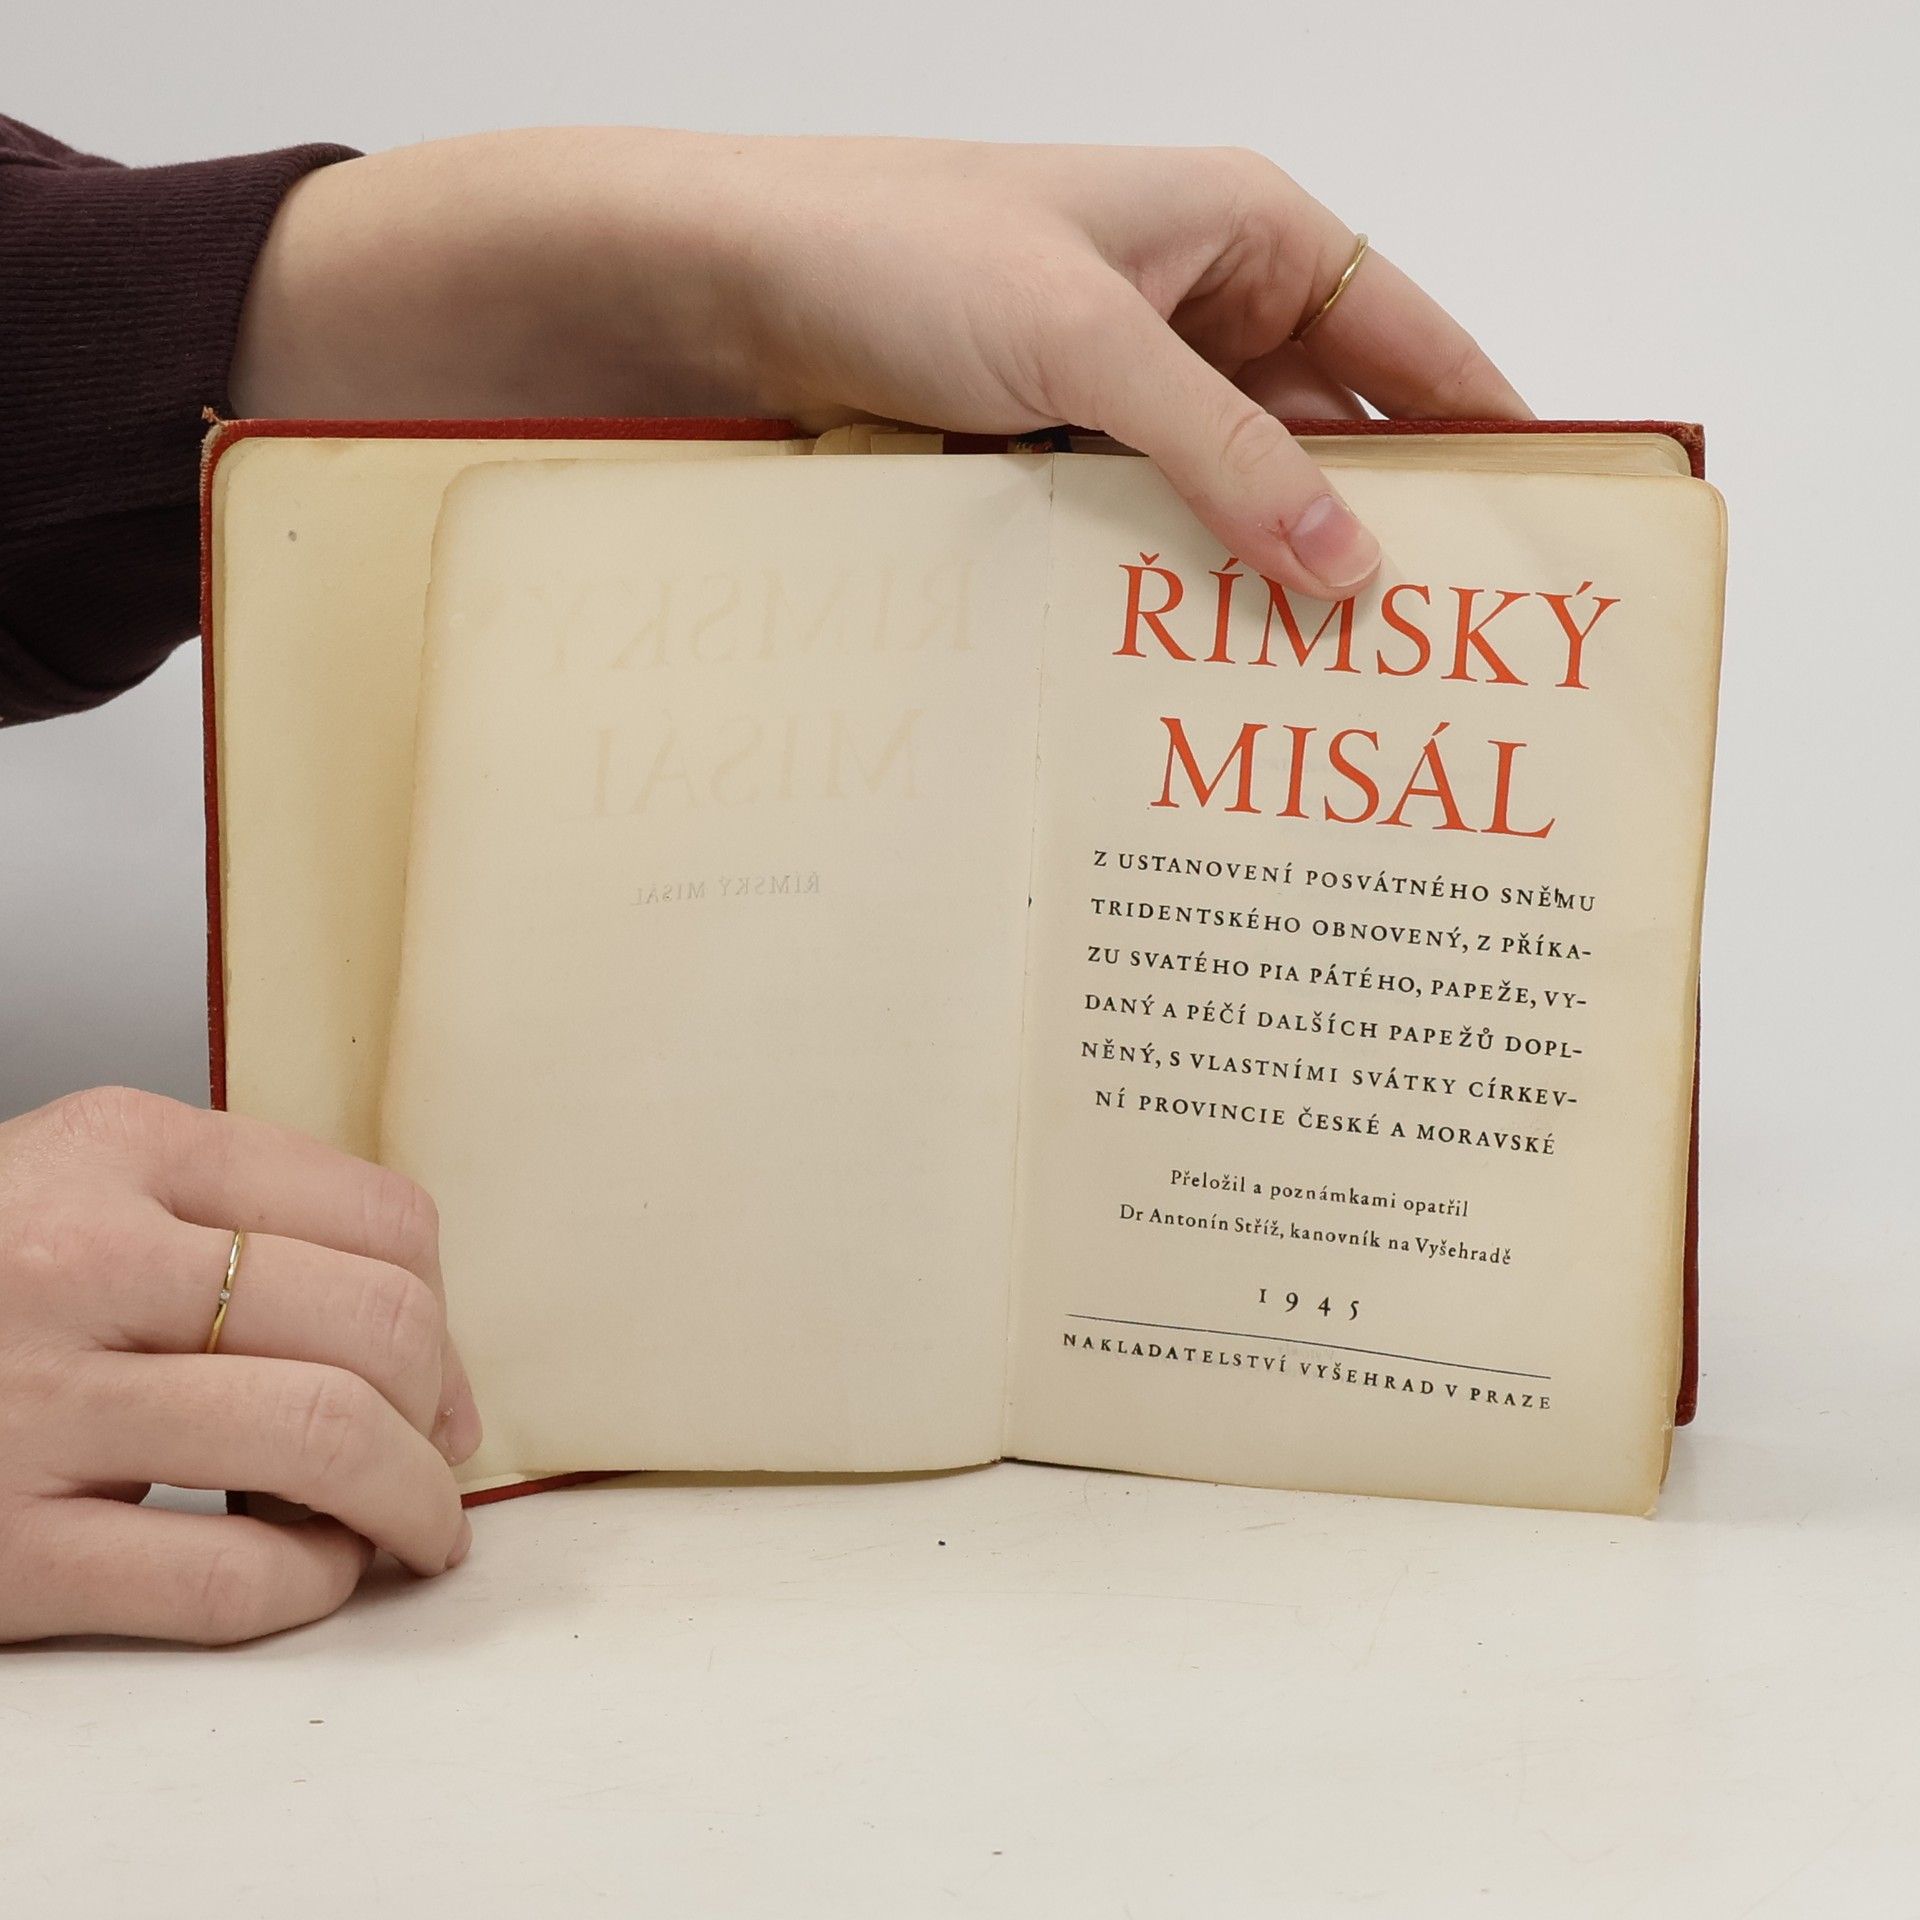 ŘÍMSKÝ MISÁL
ŘÍMSKÝ
MISÁL
Z USTANOVENÍ POSVÁTNÉHO SNĚMU
TRIDENTSKÉHO OBNOVENÝ, Z PŘÍKA-
ZU SVATÉHO PIA PÁTÉHO, PAPEŽE, VY-
DANÝ A PÉČÍ DALŠÍCH PAPEŽŮ DOPL-
NĚNÝ, S VLASTNÍMI SVÁTKY CÍRKEV-
NÍ PROVINCIE ČESKÉ A MORAVSKÉ
Přeložil a poznámkami opatřil
Dr Antonín Stříž, kanovník na Vyšehradě
1945
NAKLADATELSTVÍ VYŠEHRAD V PRAZE